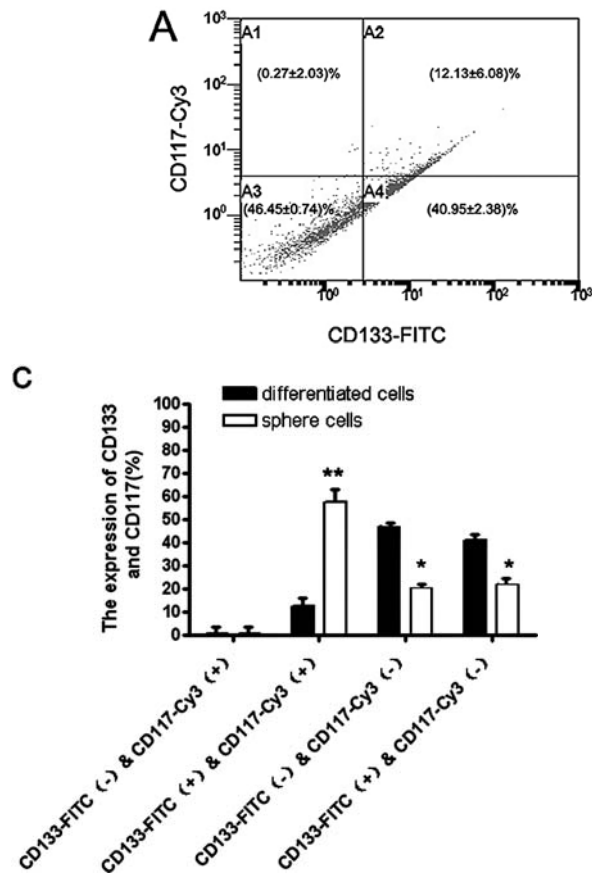 A
A1
A2
(0.27±2.03)%
(12.13±6.08)%
A3
A4
(46.45±0.74)%
(40.95±2.38)%
CD117-Cy3
10³
10²
10¹
10⁰
10⁰
10¹
10²
10³
CD133-FITC
C
differentiated cells
sphere cells
The expression of CD133
and CD117(%)
100
90
80
70
60
50
40
30
20
10
0
**
*
*
CD133-FITC (-) & CD117-Cy3 (+)
CD133-FITC (+) & CD117-Cy3 (+)
CD133-FITC (-) & CD117-Cy3 (-)
CD133-FITC (+) & CD117-Cy3 (-)